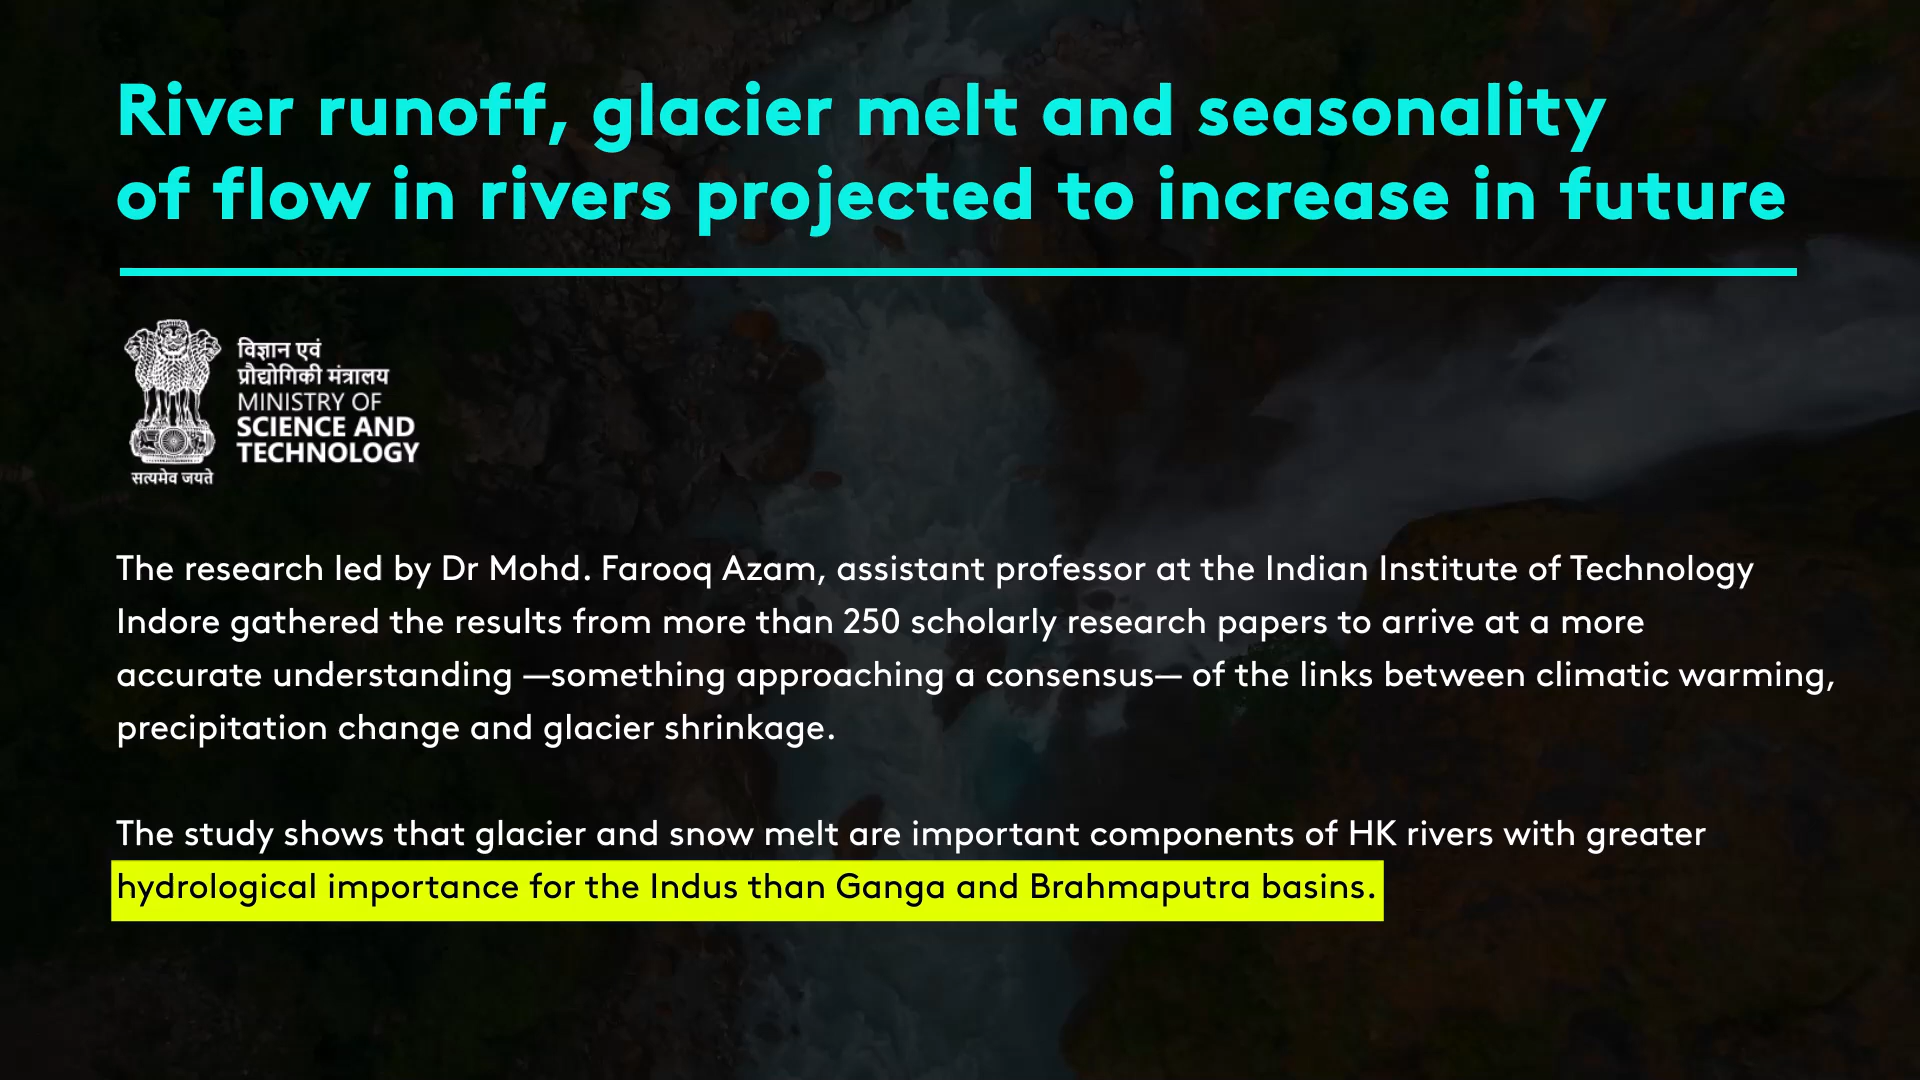 River runoff, glacier melt and seasonality
of flow in rivers projected to increase in future
विज्ञान एवं
प्रौद्योगिकी मंत्रालय
MINISTRY OF
SCIENCE AND
TECHNOLOGY
सत्यमेव जयते
The research led by Dr Mohd. Farooq Azam, assistant professor at the Indian Institute of Technology
Indore gathered the results from more than 250 scholarly research papers to arrive at a more
accurate understanding —something approaching a consensus— of the links between climatic warming,
precipitation change and glacier shrinkage.
The study shows that glacier and snow melt are important components of HK rivers with greater
hydrological importance for the Indus than Ganga and Brahmaputra basins.